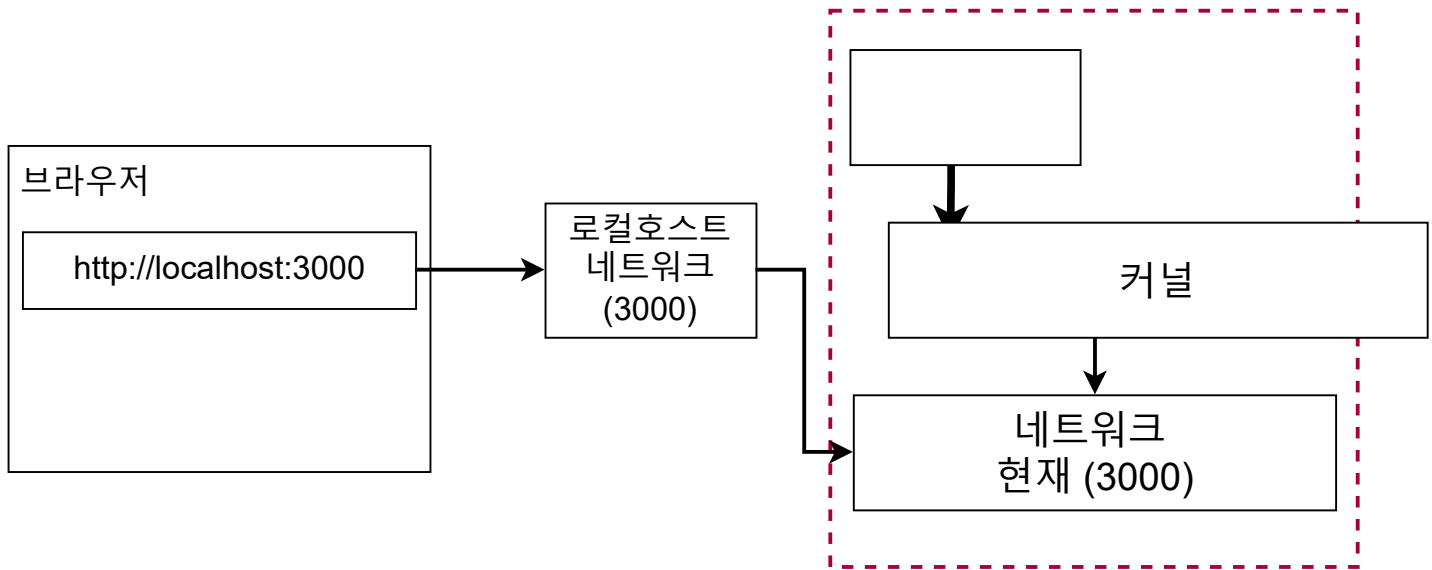 브라우저
http://localhost:3000
로컬호스트
네트워크
(3000)
커널
네트워크
현재 (3000)